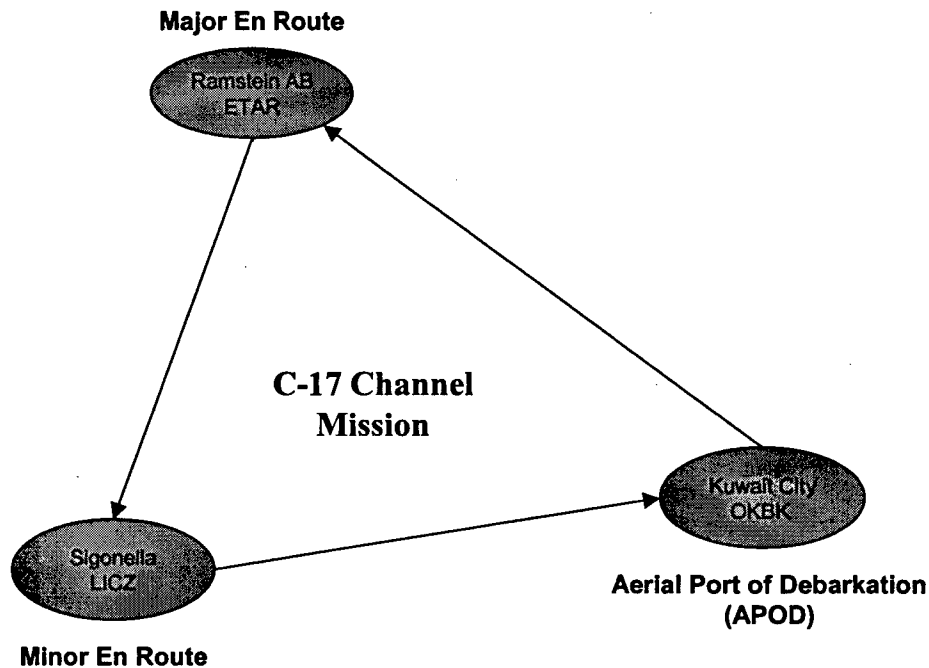 Major En Route
Ramstein AB
ETAR
C-17 Channel
Mission
Kuwait City
OKBK
Aerial Port of Debarkation
(APOD)
Sigonella
LICZ
Minor En Route